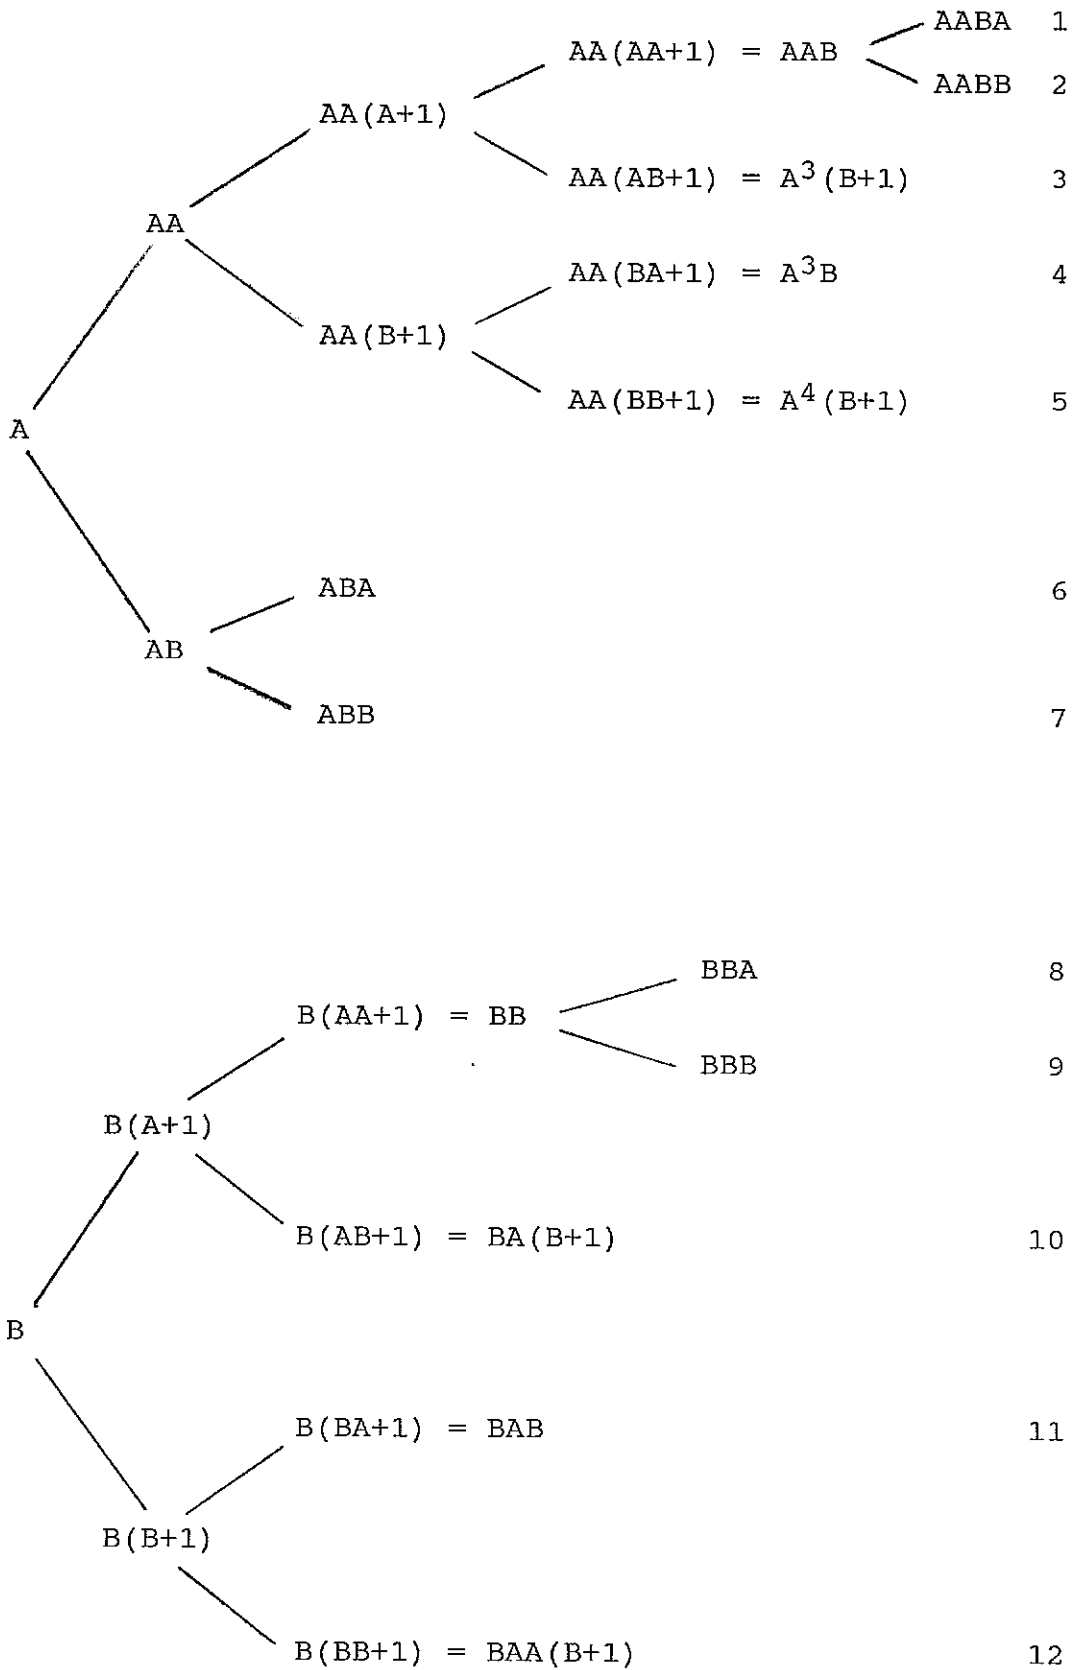 AABA 1
AA(AA+1) = AAB
AABB 2
AA(A+1)
AA(AB+1) = A³(B+1) 3
AA
AA(BA+1) = A³B 4
AA(B+1)
AA(BB+1) = A⁴(B+1) 5
A
ABA 6
AB
ABB 7
BBA 8
B(AA+1) = BB
BBB 9
B(A+1)
B(AB+1) = BA(B+1) 10
B
B(BA+1) = BAB 11
B(B+1)
B(BB+1) = BAA(B+1) 12